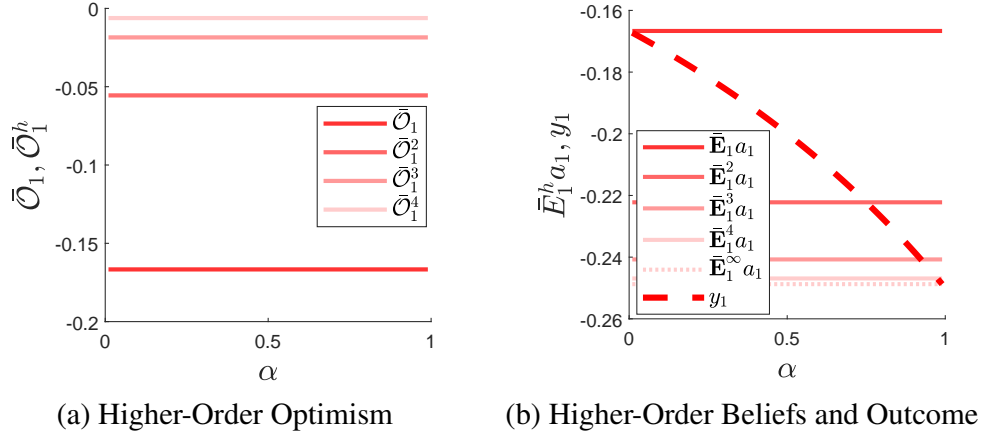 0
-0.05
-0.1
-0.15
-0.2
0
0.5
1
α
𝒪̄₁, 𝒪̄₁ʰ
𝒪̄₁
𝒪̄₁²
𝒪̄₁³
𝒪̄₁⁴
(a) Higher-Order Optimism
-0.16
-0.18
-0.2
-0.22
-0.24
-0.26
0
0.5
1
α
Ē₁ʰa₁, y₁
Ē₁a₁
Ē₁²a₁
Ē₁³a₁
Ē₁⁴a₁
Ē₁^∞a₁
y₁
(b) Higher-Order Beliefs and Outcome